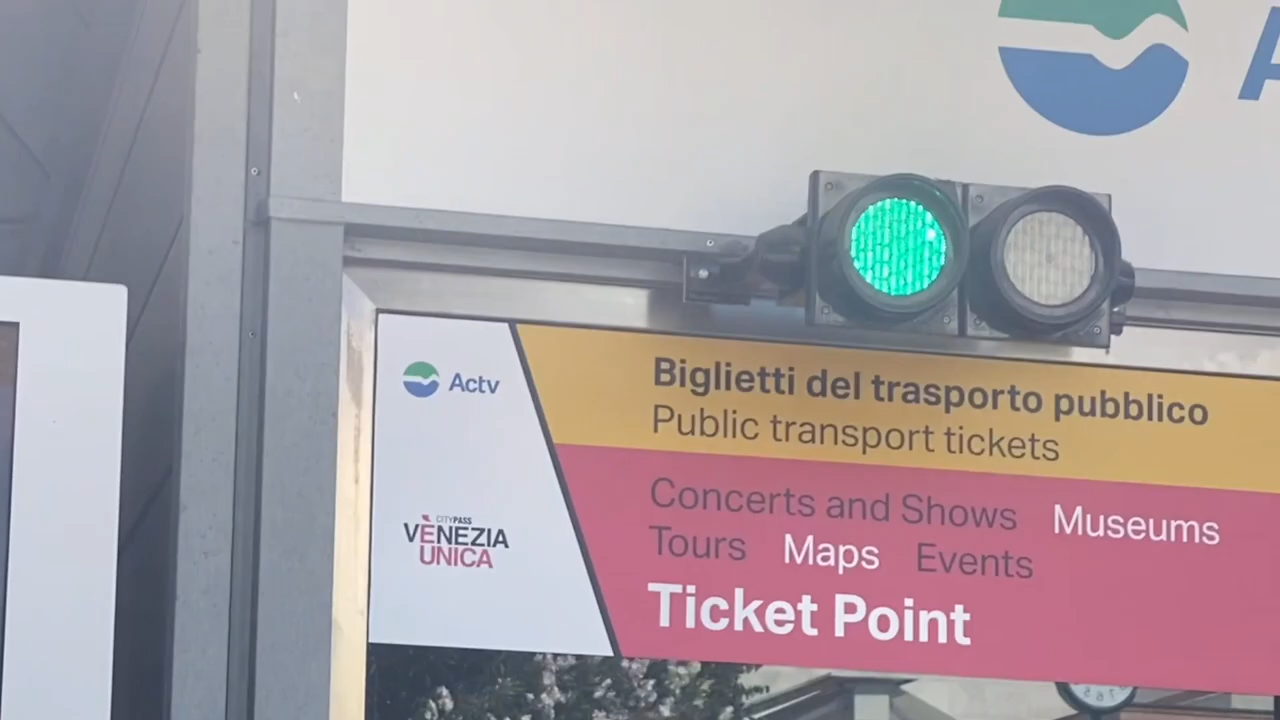 Actv
Biglietti del trasporto pubblico
Public transport tickets
Concerts and Shows Museums
Tours Maps Events
Ticket Point
CITYPASS
VENEZIA
UNICA